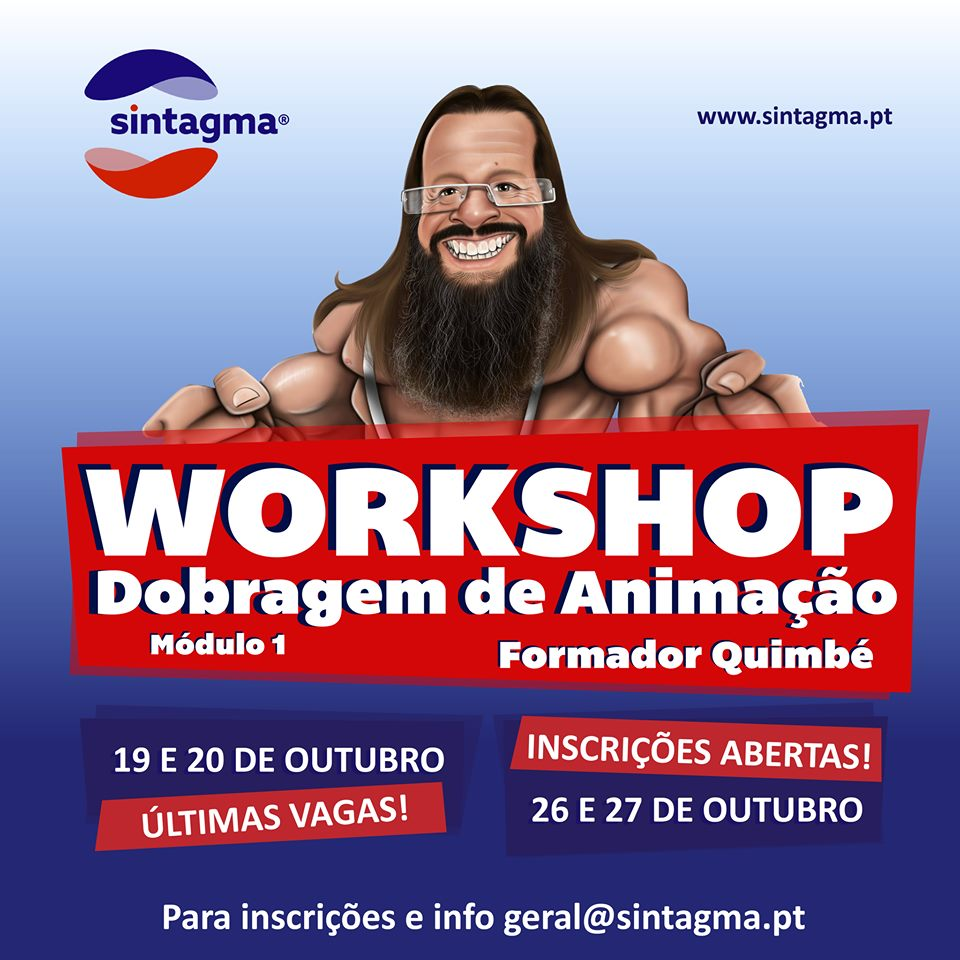 sintagma®
www.sintagma.pt
WORKSHOP
Dobragem de Animação
Módulo 1
Formador Quimbé
19 E 20 DE OUTUBRO
ÚLTIMAS VAGAS!
INSCRIÇÕES ABERTAS!
26 E 27 DE OUTUBRO
Para inscrições e info geral@sintagma.pt